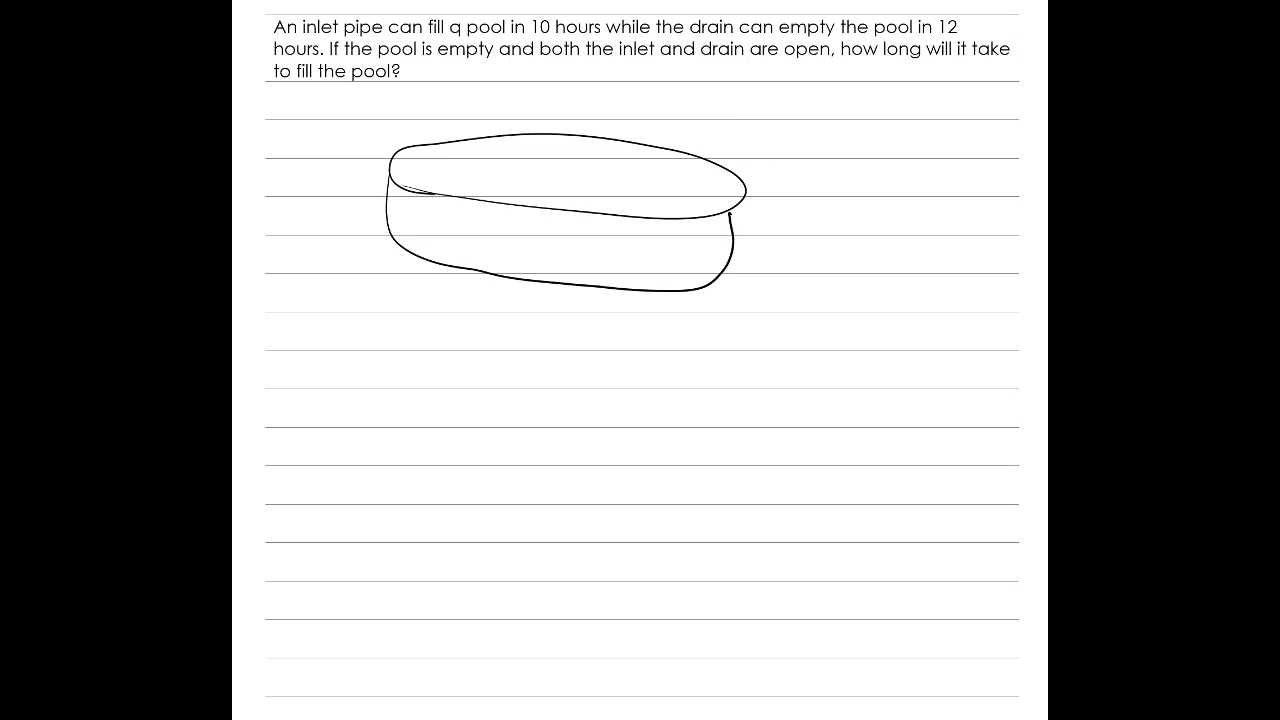 An inlet pipe can fill q pool in 10 hours while the drain can empty the pool in 12
hours. If the pool is empty and both the inlet and drain are open, how long will it take
to fill the pool?